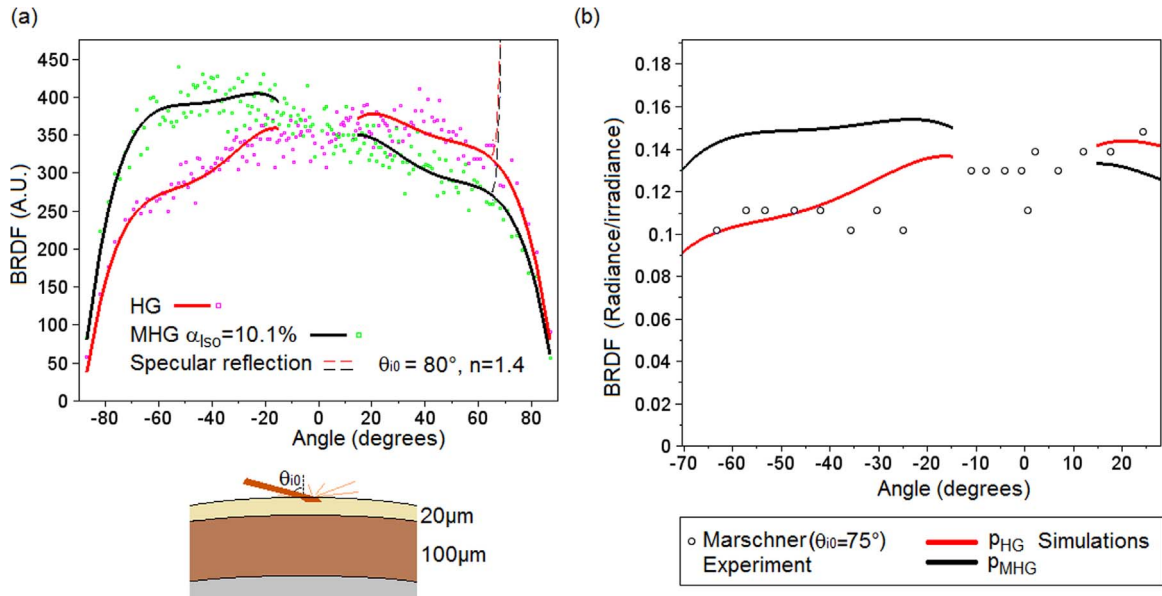 (a)
450
400
350
300
250
200
150
100
50
0
BRDF (A.U.)
HG
MHG αIso=10.1%
Specular reflection θi0 = 80°, n=1.4
-80 -60 -40 -20 0 20 40 60 80
Angle (degrees)
θi0
20µm
100µm
(b)
0.18
0.16
0.14
0.12
0.1
0.08
0.06
0.04
0.02
0
BRDF (Radiance/irradiance)
-70 -60 -50 -40 -30 -20 -10 0 10 20
Angle (degrees)
Marschner(θi0=75°) pHG Simulations
Experiment pMHG